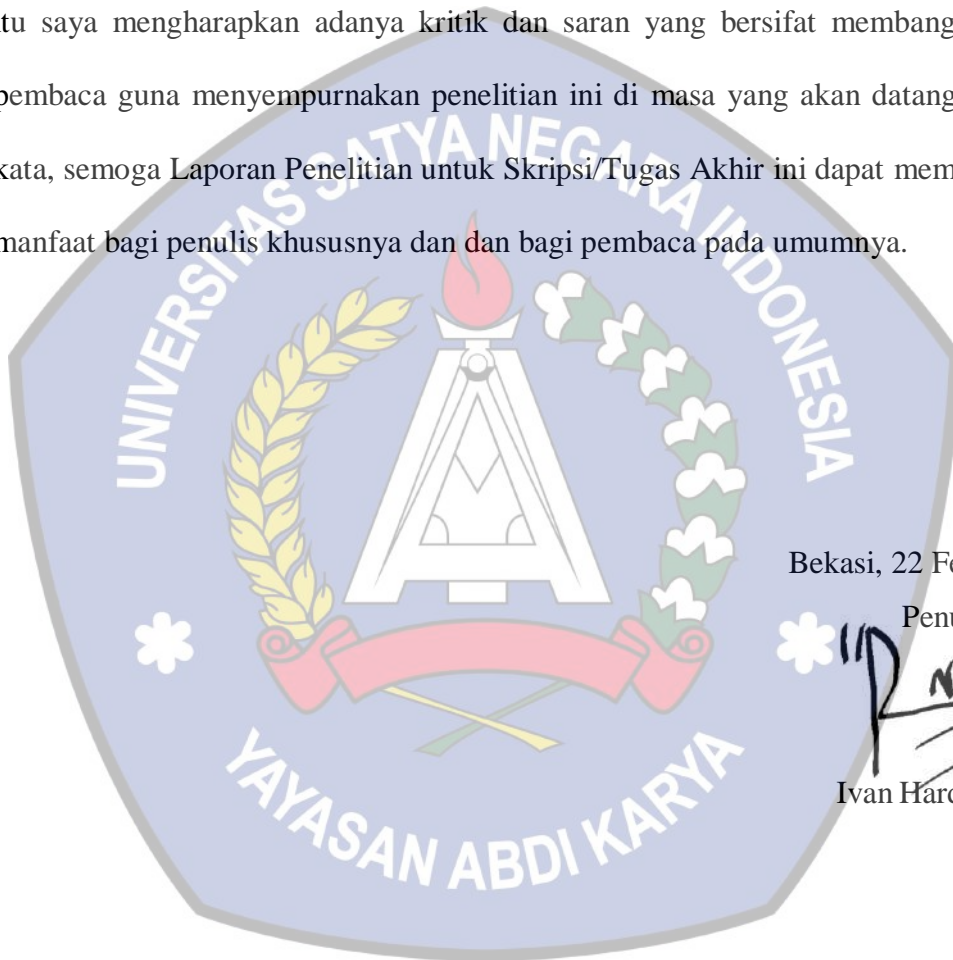 tu saya mengharapkan adanya kritik dan saran yang bersifat membang
pembaca guna menyempurnakan penelitian ini di masa yang akan datang
kata, semoga Laporan Penelitian untuk Skripsi/Tugas Akhir ini dapat mem
manfaat bagi penulis khususnya dan dan bagi pembaca pada umumnya.
UNIVERSITAS SATYA NEGARA INDONESIA
Bekasi, 22 Fe
Penu
Ivan Hard
YAYASAN ABDI KARYA